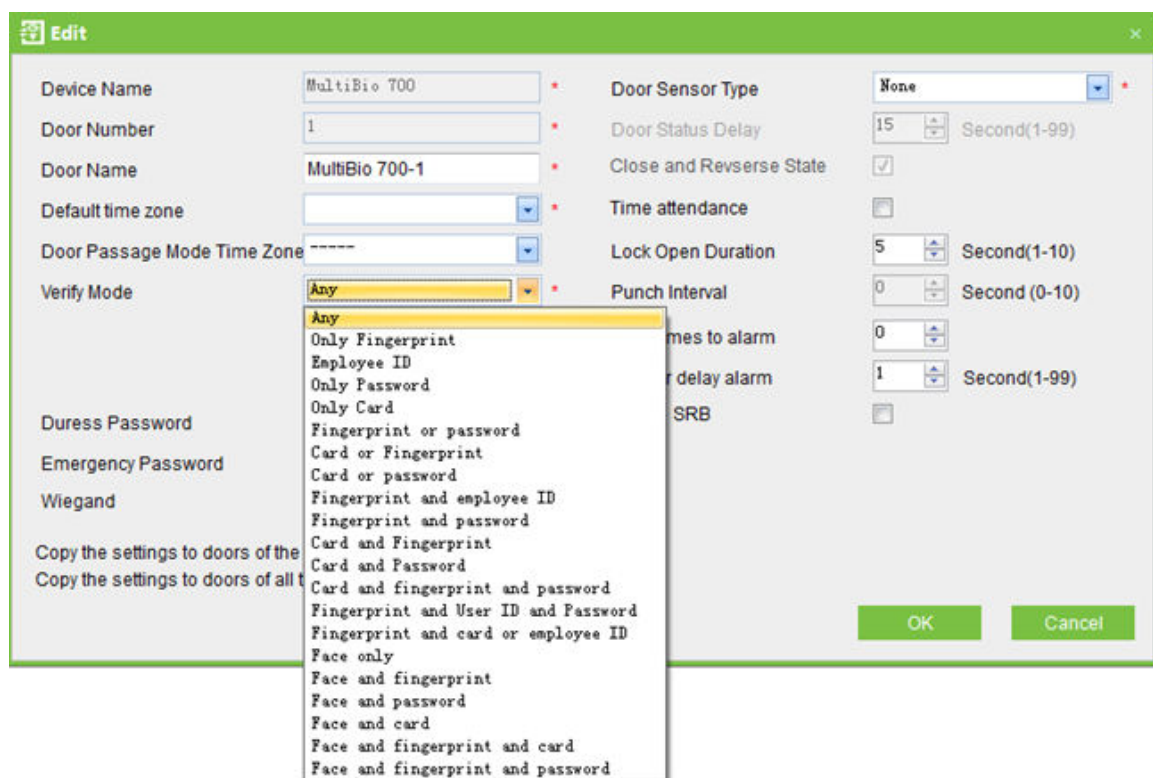 Edit
Device Name MultiBio 700 *
Door Number 1 *
Door Name MultiBio 700-1 *
Default time zone *
Door Passage Mode Time Zone -----
Verify Mode Any *
Any
Only Fingerprint
Employee ID
Only Password
Only Card
Fingerprint or password
Card or Fingerprint
Card or password
Fingerprint and employee ID
Fingerprint and password
Card and Fingerprint
Card and Password
Card and fingerprint and password
Fingerprint and User ID and Password
Fingerprint and card or employee ID
Face only
Face and fingerprint
Face and password
Face and card
Face and fingerprint and card
Face and fingerprint and password
Duress Password
Emergency Password
Wiegand
Copy the settings to doors of the
Copy the settings to doors of all t
Door Sensor Type None *
Door Status Delay 15 Second(1-99)
Close and Revserse State
Time attendance
Lock Open Duration 5 Second(1-10)
Punch Interval 0 Second (0-10)
mes to alarm 0
r delay alarm 1 Second(1-99)
SRB
OK Cancel